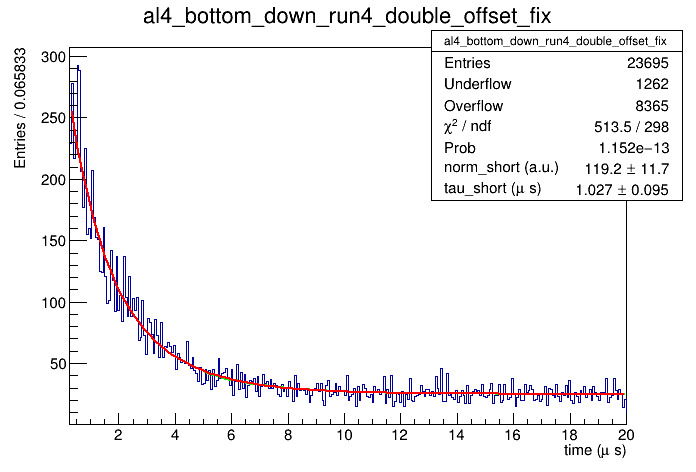 al4_bottom_down_run4_double_offset_fix
al4_bottom_down_run4_double_offset_fix
Entries 23695
Underflow 1262
Overflow 8365
χ² / ndf 513.5 / 298
Prob 1.152e−13
norm_short (a.u.) 119.2 ± 11.7
tau_short (μ s) 1.027 ± 0.095
Entries / 0.065833
300
250
200
150
100
50
2 4 6 8 10 12 14 16 18 20
time (μ s)